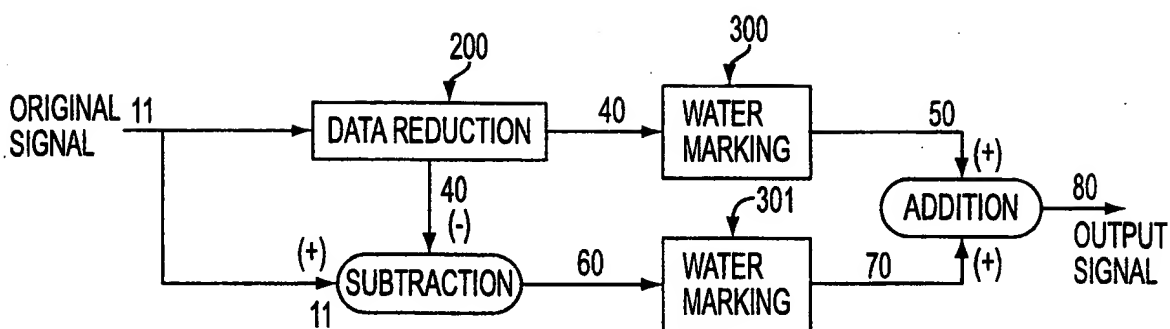 ORIGINAL
SIGNAL
11
200
DATA REDUCTION
40
300
WATER
MARKING
50
(+)
40
(-)
(+)
11
SUBTRACTION
60
301
WATER
MARKING
70
(+)
ADDITION
80
OUTPUT
SIGNAL